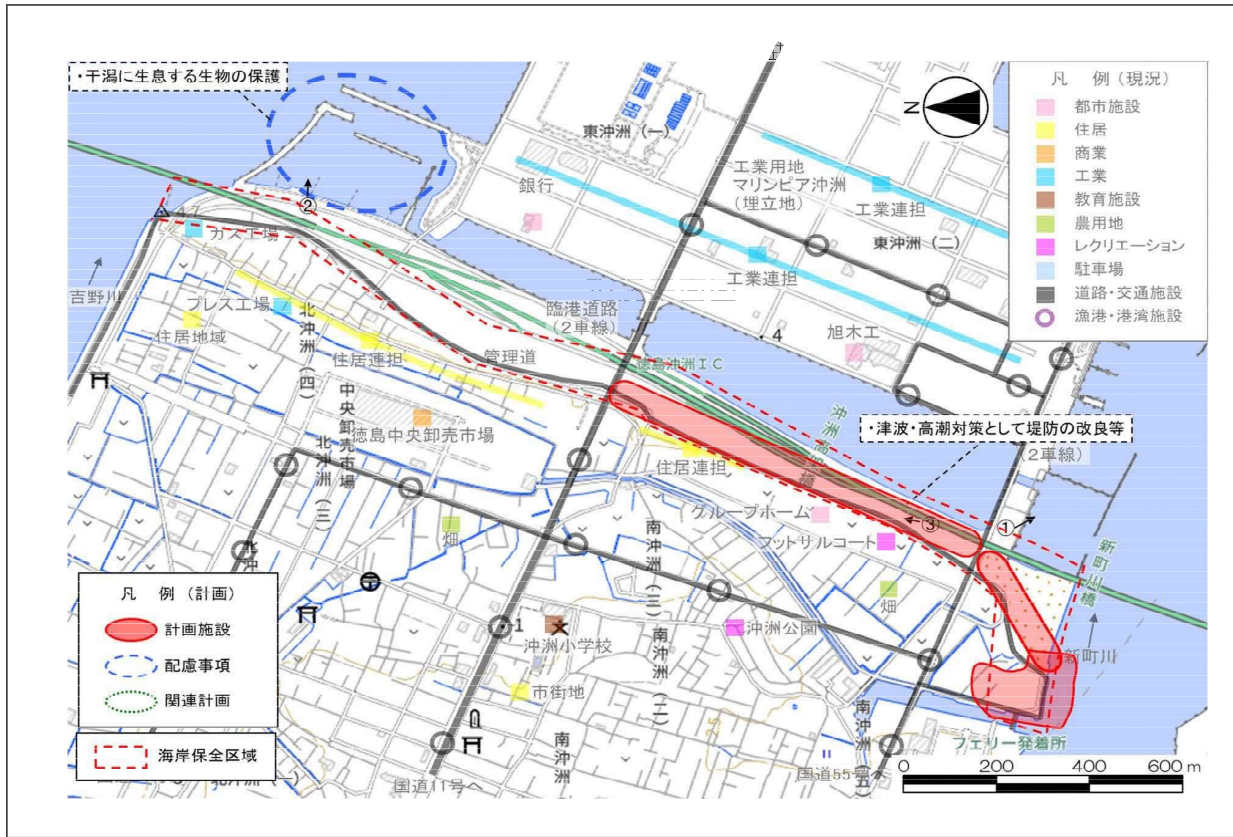 ・干潟に生息する生物の保護
N
凡 例 (現況)
都市施設
住居
商業
工業
教育施設
農用地
レクリエーション
駐車場
道路・交通施設
漁港・港湾施設
東沖洲 (一)
銀行
工業用地
マリンピア沖洲
(埋立地)
工業連担
東沖洲 (二)
工業連担
②
ガス工場
吉野川
プレス工場
住居地域
北沖洲 (四)
住居連担
臨港道路
(2車線)
管理道
4
旭木工
徳島沖洲IC
中央卸売市場
徳島中央卸売市場
北沖洲 (三)
・津波・高潮対策として堤防の改良等
(2車線)
住居連担
グループホーム
③
①
フットサルコート
新町川橋
畑
南沖洲 (三)
畑
凡 例 (計画)
計画施設
配慮事項
関連計画
海岸保全区域
1
沖洲小学校
沖洲公園
新町川
市街地
南沖洲 (二)
25
南沖洲
南沖洲 (五)
フェリー発着所
国道11号へ
国道55号へ
0 200 400 600 m